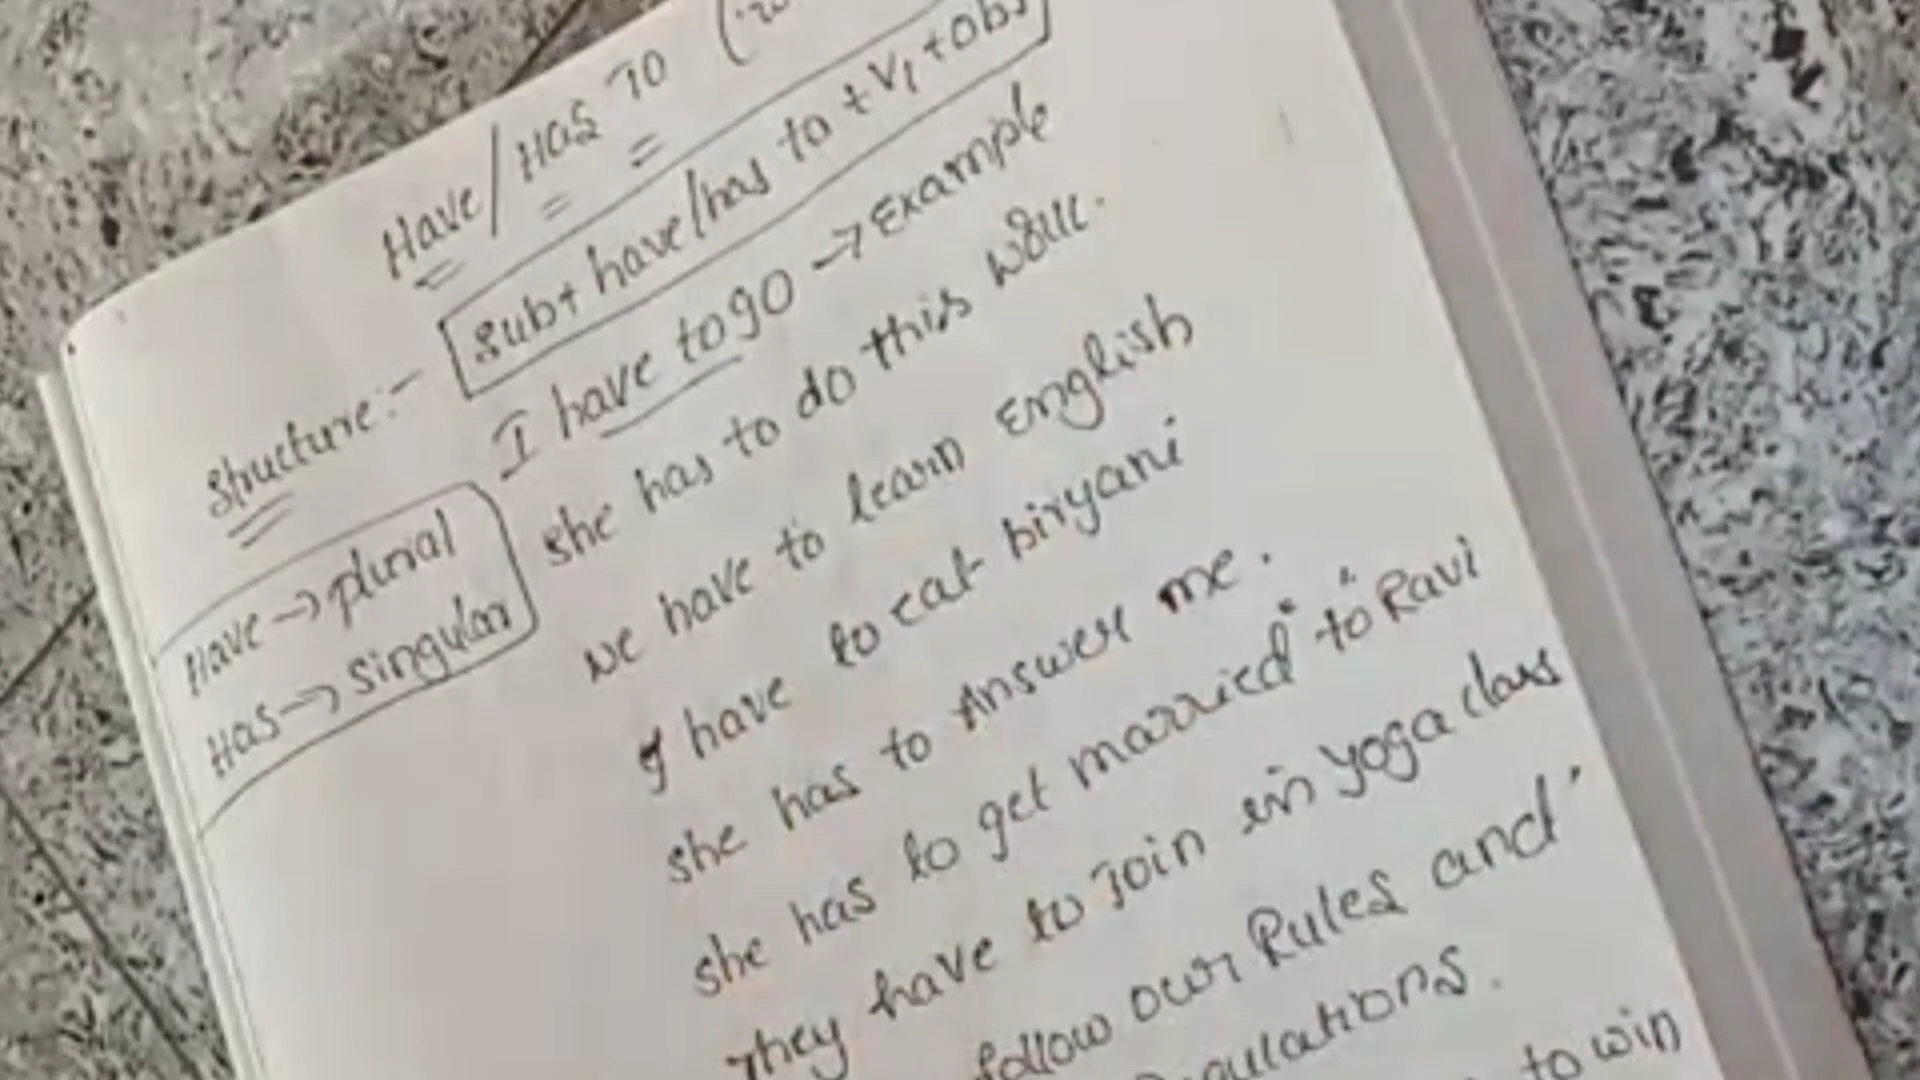 Have/Has TO
Structure:- Sub+ have/has to + V1 + obj
I have to go → Example
She has to do this
we have to learn English
I have to eat biryani
She has to Answer me.
She has to get married "to" Ravi
They have to Join in yoga class
follow our Rules and
to win
Have → plural
Has → Singular